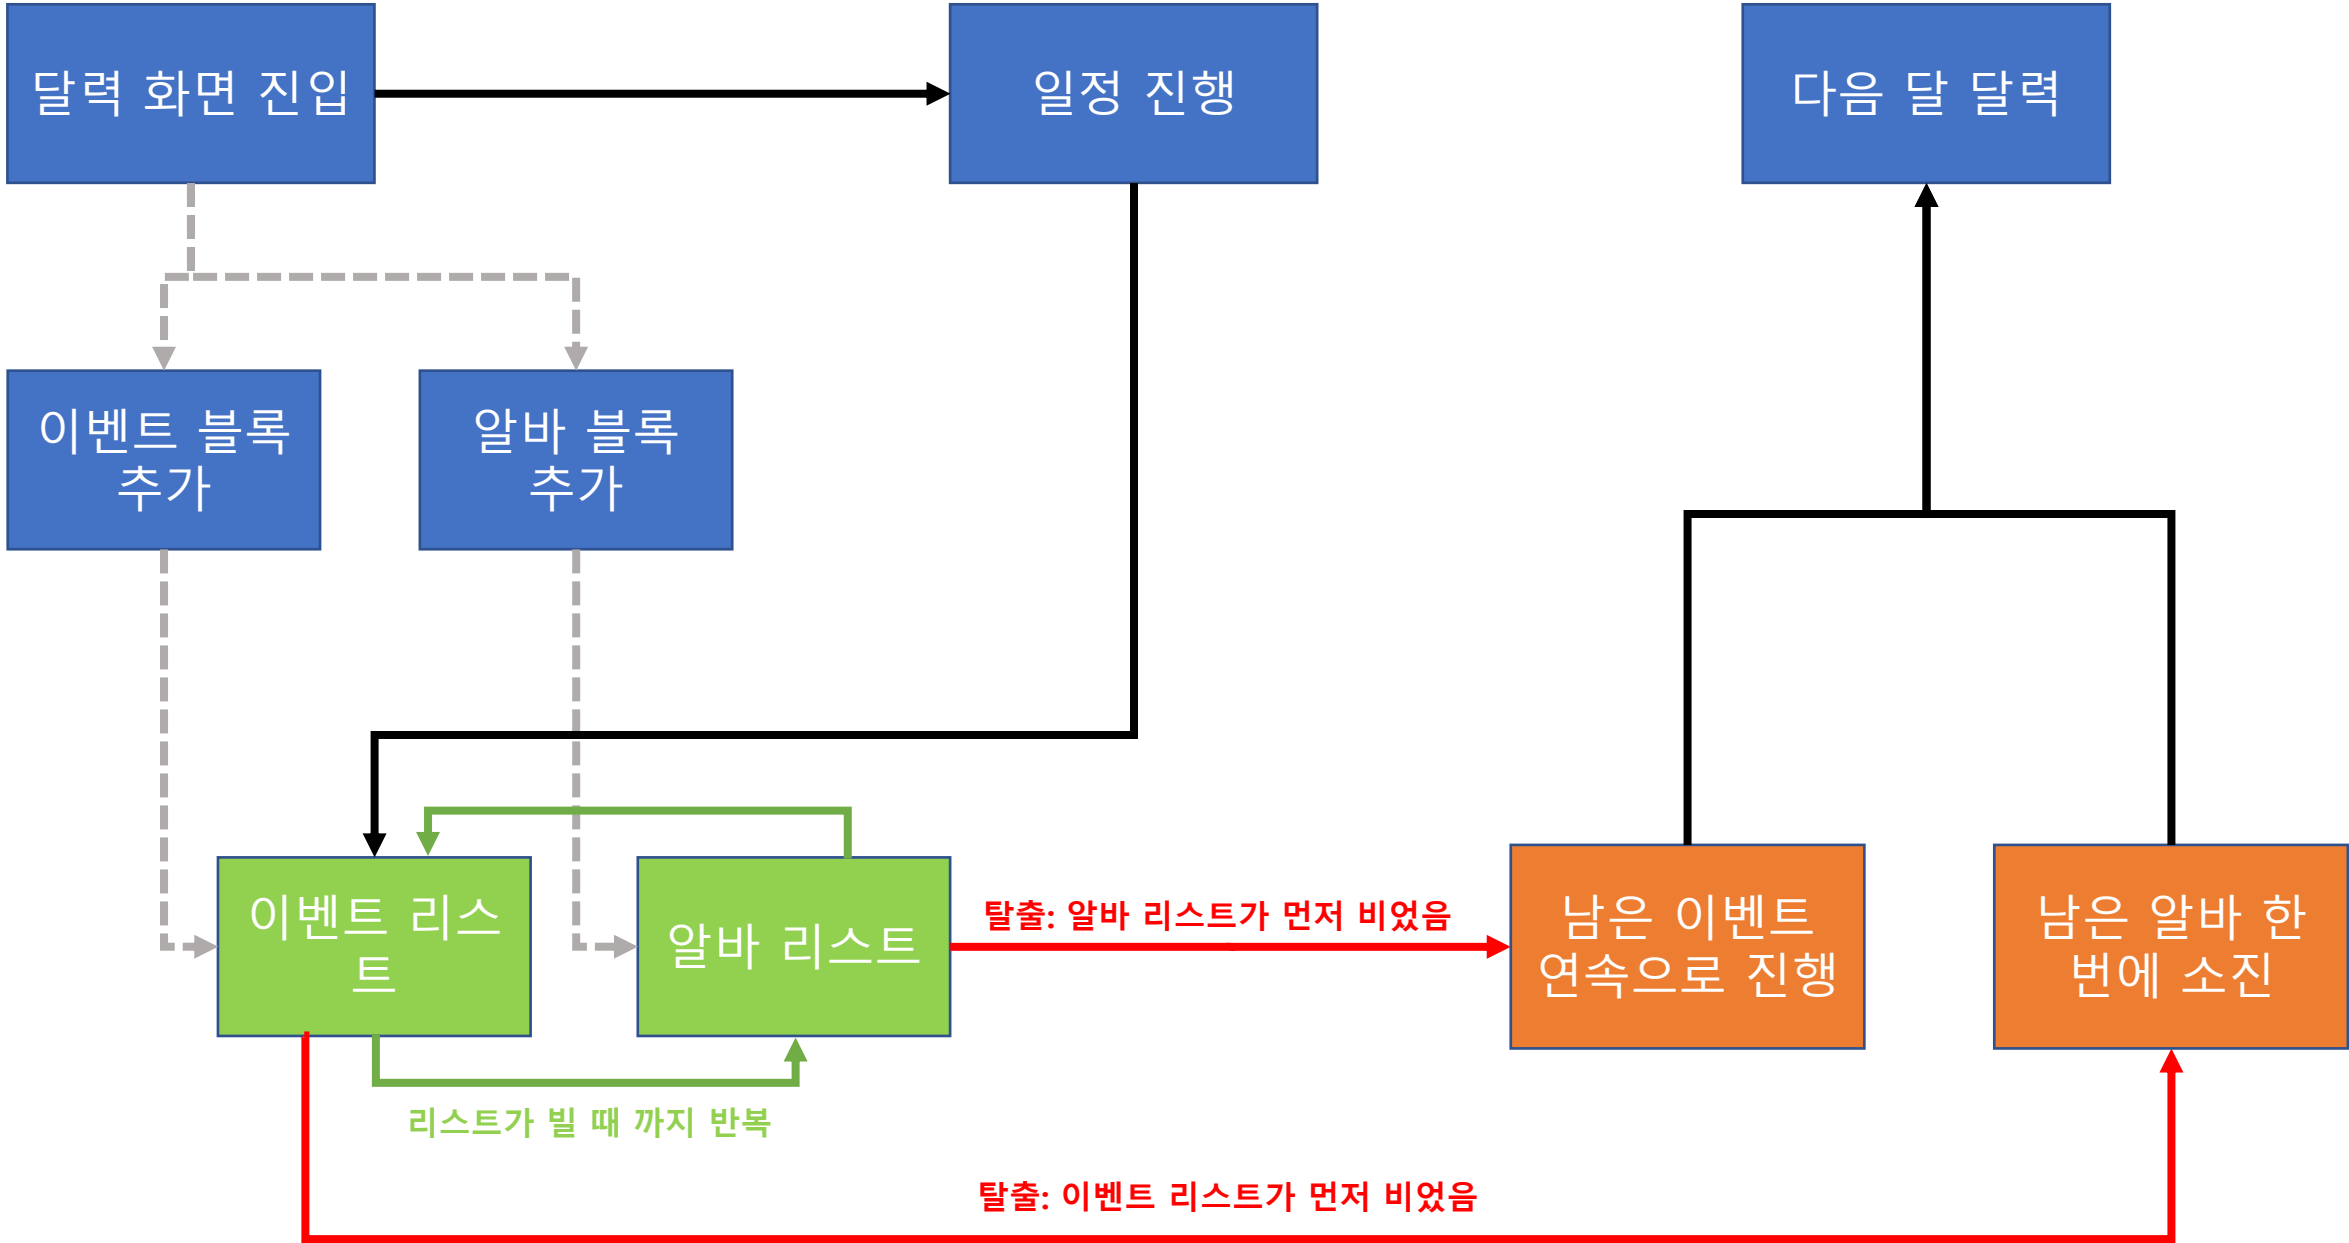 달력 화면 진입
일정 진행
다음 달 달력
이벤트 블록
추가
알바 블록
추가
이벤트 리스
트
알바 리스트
탈출: 알바 리스트가 먼저 비었음
남은 이벤트
연속으로 진행
남은 알바 한
번에 소진
리스트가 빌 때 까지 반복
탈출: 이벤트 리스트가 먼저 비었음